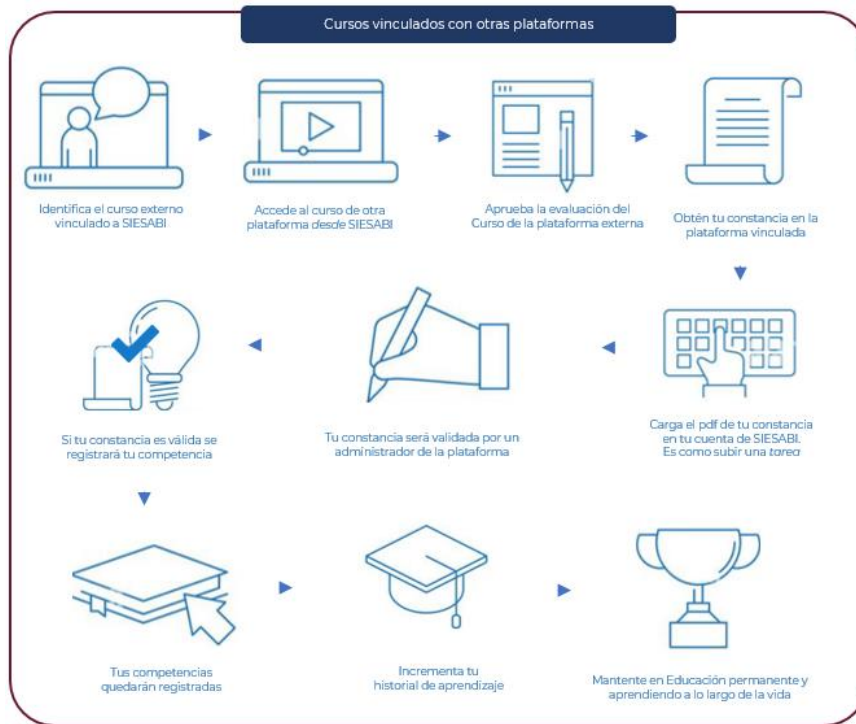 Cursos vinculados con otras plataformas
Identifica el curso externo
vinculado a SIESABI
Accede al curso de otra
plataforma desde SIESABI
Aprueba la evaluación del
Curso de la plataforma externa
Obtén tu constancia en la
plataforma vinculada
Carga el pdf de tu constancia
en tu cuenta de SIESABI.
Es como subir una tarea
Tu constancia será validada por un
administrador de la plataforma
Si tu constancia es válida se
registrará tu competencia
Tus competencias
quedarán registradas
Incrementa tu
historial de aprendizaje
Mantente en Educación permanente y
aprendiendo a lo largo de la vida